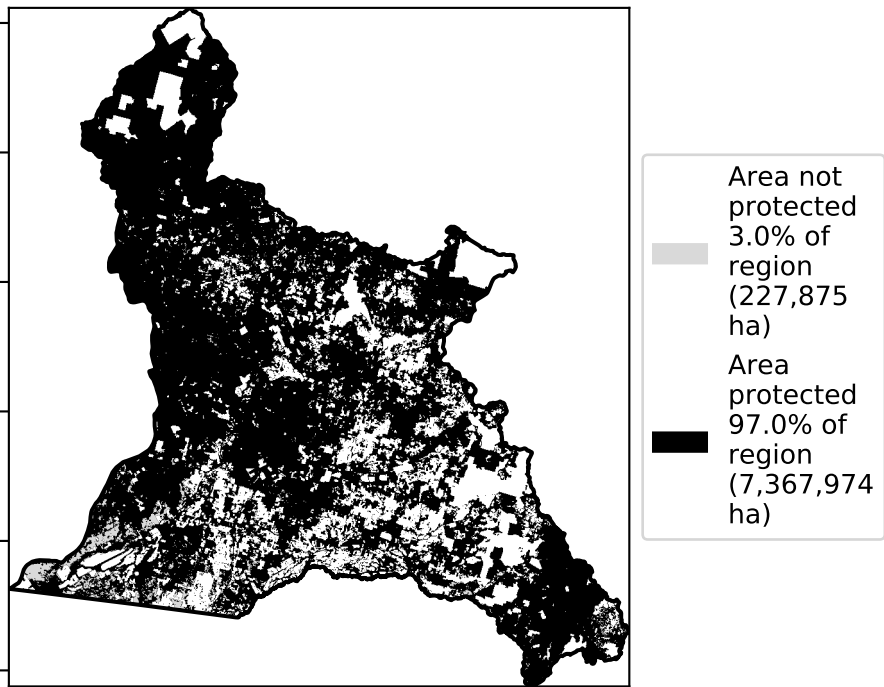 Area not
protected
3.0% of
region
(227,875
ha)
Area
protected
97.0% of
region
(7,367,974
ha)